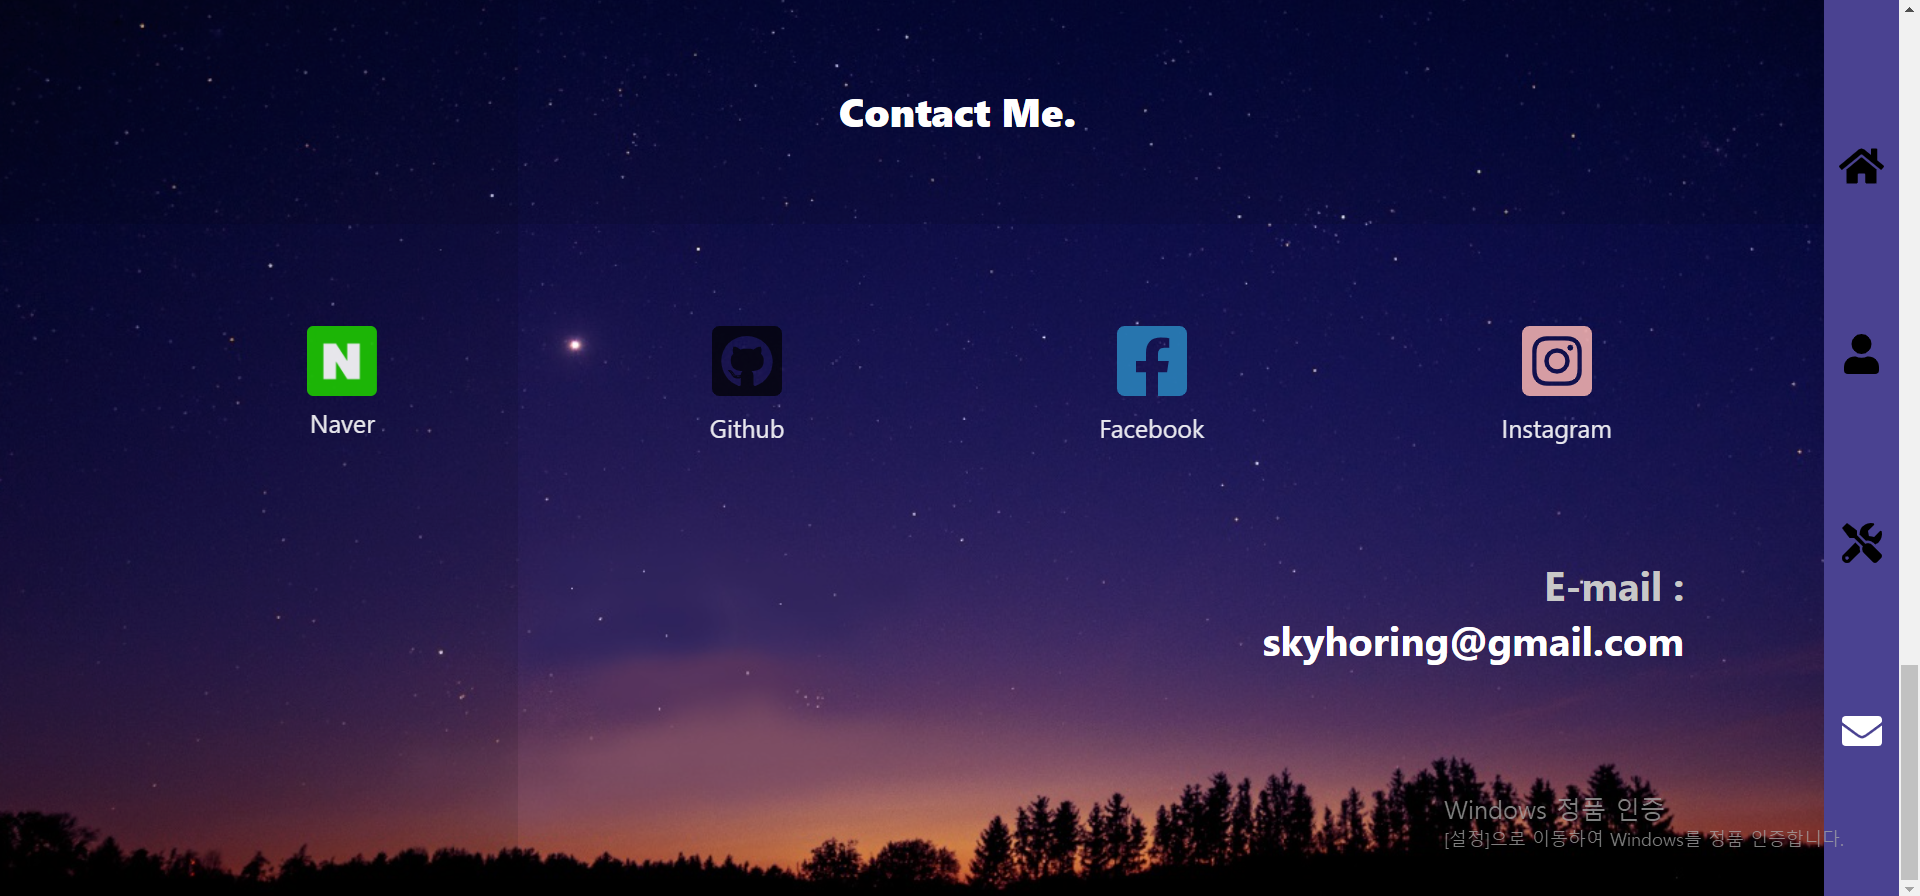 Contact Me.
N
Naver
Github
Facebook
Instagram
E-mail :
skyhoring@gmail.com
Windows 정품 인증
[설정]으로 이동하여 Windows를 정품 인증합니다.